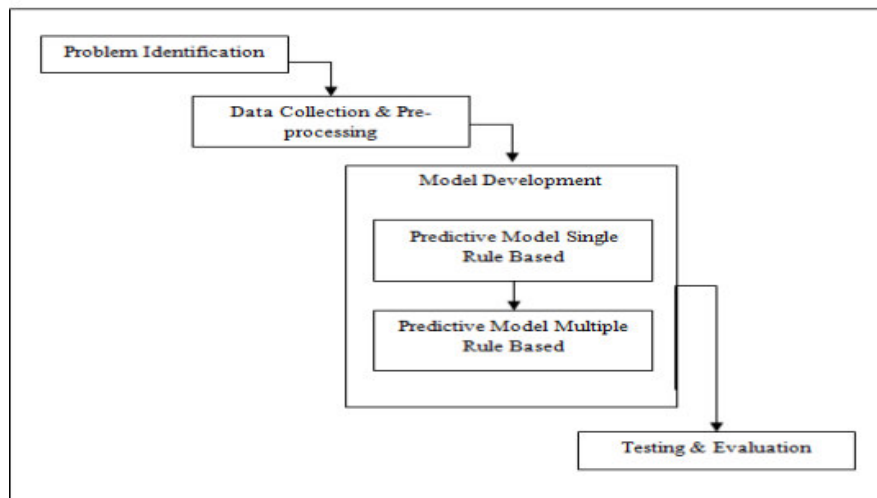 Problem Identification
Data Collection & Pre-
processing
Model Development
Predictive Model Single
Rule Based
Predictive Model Multiple
Rule Based
Testing & Evaluation